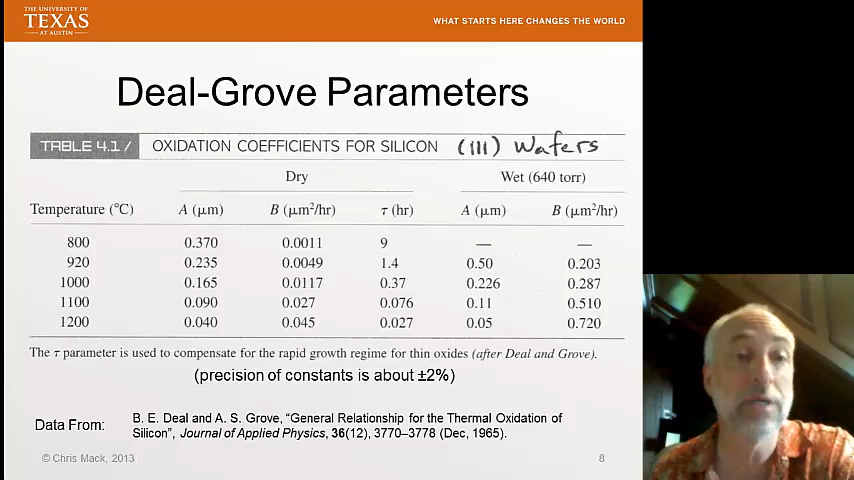 THE UNIVERSITY OF
TEXAS
AT AUSTIN
WHAT STARTS HERE CHANGES THE WORLD
Deal-Grove Parameters
TABLE 4.1/ OXIDATION COEFFICIENTS FOR SILICON (111) Wafers
Dry Wet (640 torr)
Temperature (°C) A (μm) B (μm²/hr) τ (hr) A (μm) B (μm²/hr)
800 0.370 0.0011 9 — —
920 0.235 0.0049 1.4 0.50 0.203
1000 0.165 0.0117 0.37 0.226 0.287
1100 0.090 0.027 0.076 0.11 0.510
1200 0.040 0.045 0.027 0.05 0.720
The τ parameter is used to compensate for the rapid growth regime for thin oxides (after Deal and Grove).
(precision of constants is about ±2%)
Data From: B. E. Deal and A. S. Grove, “General Relationship for the Thermal Oxidation of
Silicon”, Journal of Applied Physics, 36(12), 3770–3778 (Dec, 1965).
© Chris Mack, 2013 8